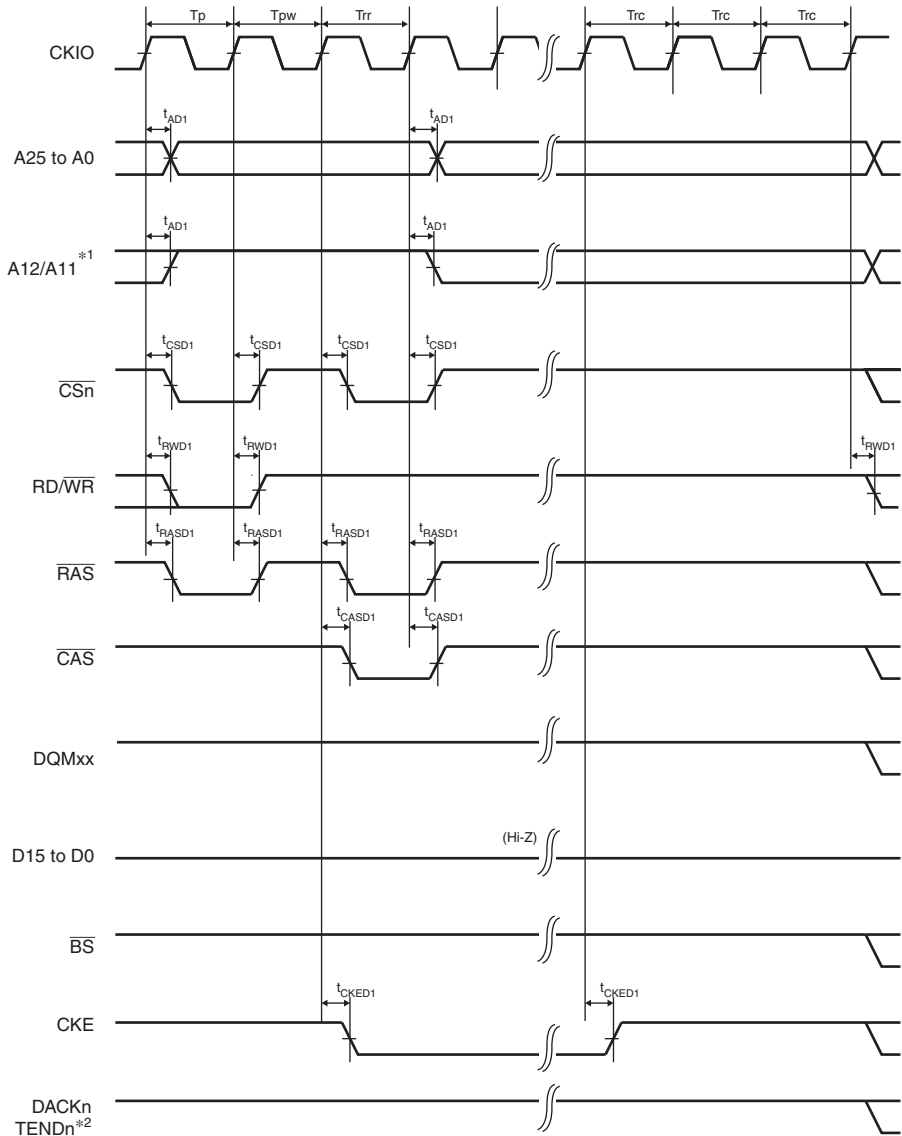 Tp Tpw Trr Trc Trc Trc
CKIO
tAD1 tAD1
A25 to A0
tAD1 tAD1
A12/A11*1
tCSD1 tCSD1 tCSD1 tCSD1
CSn
tRWD1 tRWD1 tRWD1
RD/WR
tRASD1 tRASD1 tRASD1 tRASD1
RAS
tCASD1 tCASD1
CAS
DQMxx
(Hi-Z)
D15 to D0
BS
tCKED1 tCKED1
CKE
DACKn
TENDn*2